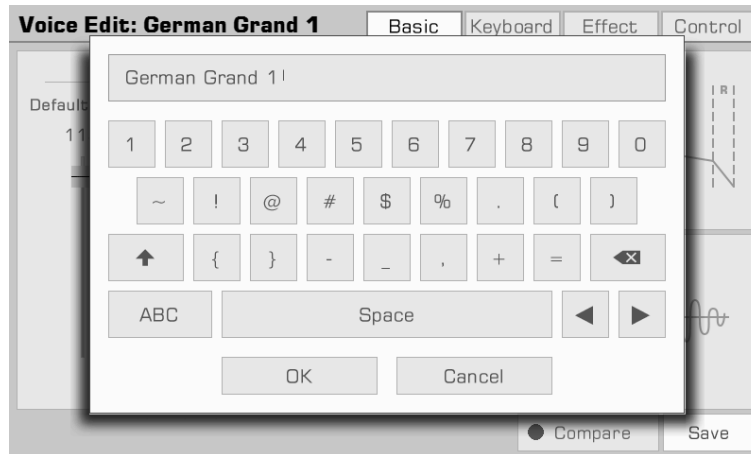 Voice Edit: German Grand 1 Basic Keyboard Effect Control
German Grand 1
Default
11
R
1 2 3 4 5 6 7 8 9 0
~ ! @ # $ % . ( )
{ } - _ , + =
ABC Space
OK Cancel
Compare Save